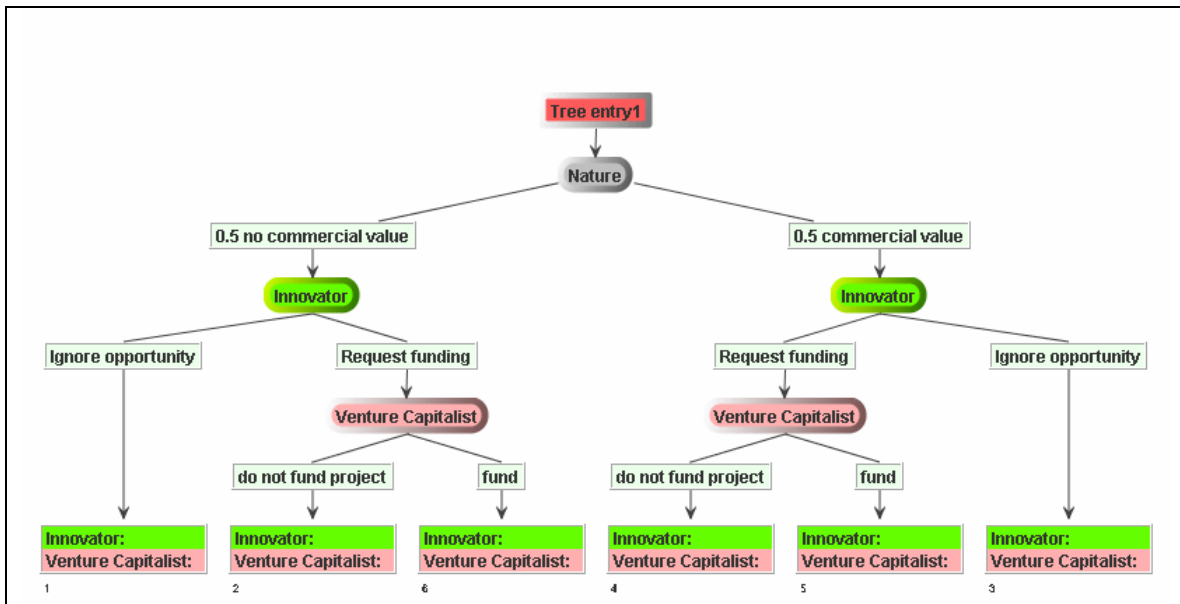 Tree entry1
Nature
0.5 no commercial value
0.5 commercial value
Innovator
Innovator
Ignore opportunity
Request funding
Request funding
Ignore opportunity
Venture Capitalist
Venture Capitalist
do not fund project
fund
do not fund project
fund
Innovator:
Venture Capitalist:
1
Innovator:
Venture Capitalist:
2
Innovator:
Venture Capitalist:
6
Innovator:
Venture Capitalist:
4
Innovator:
Venture Capitalist:
5
Innovator:
Venture Capitalist:
3